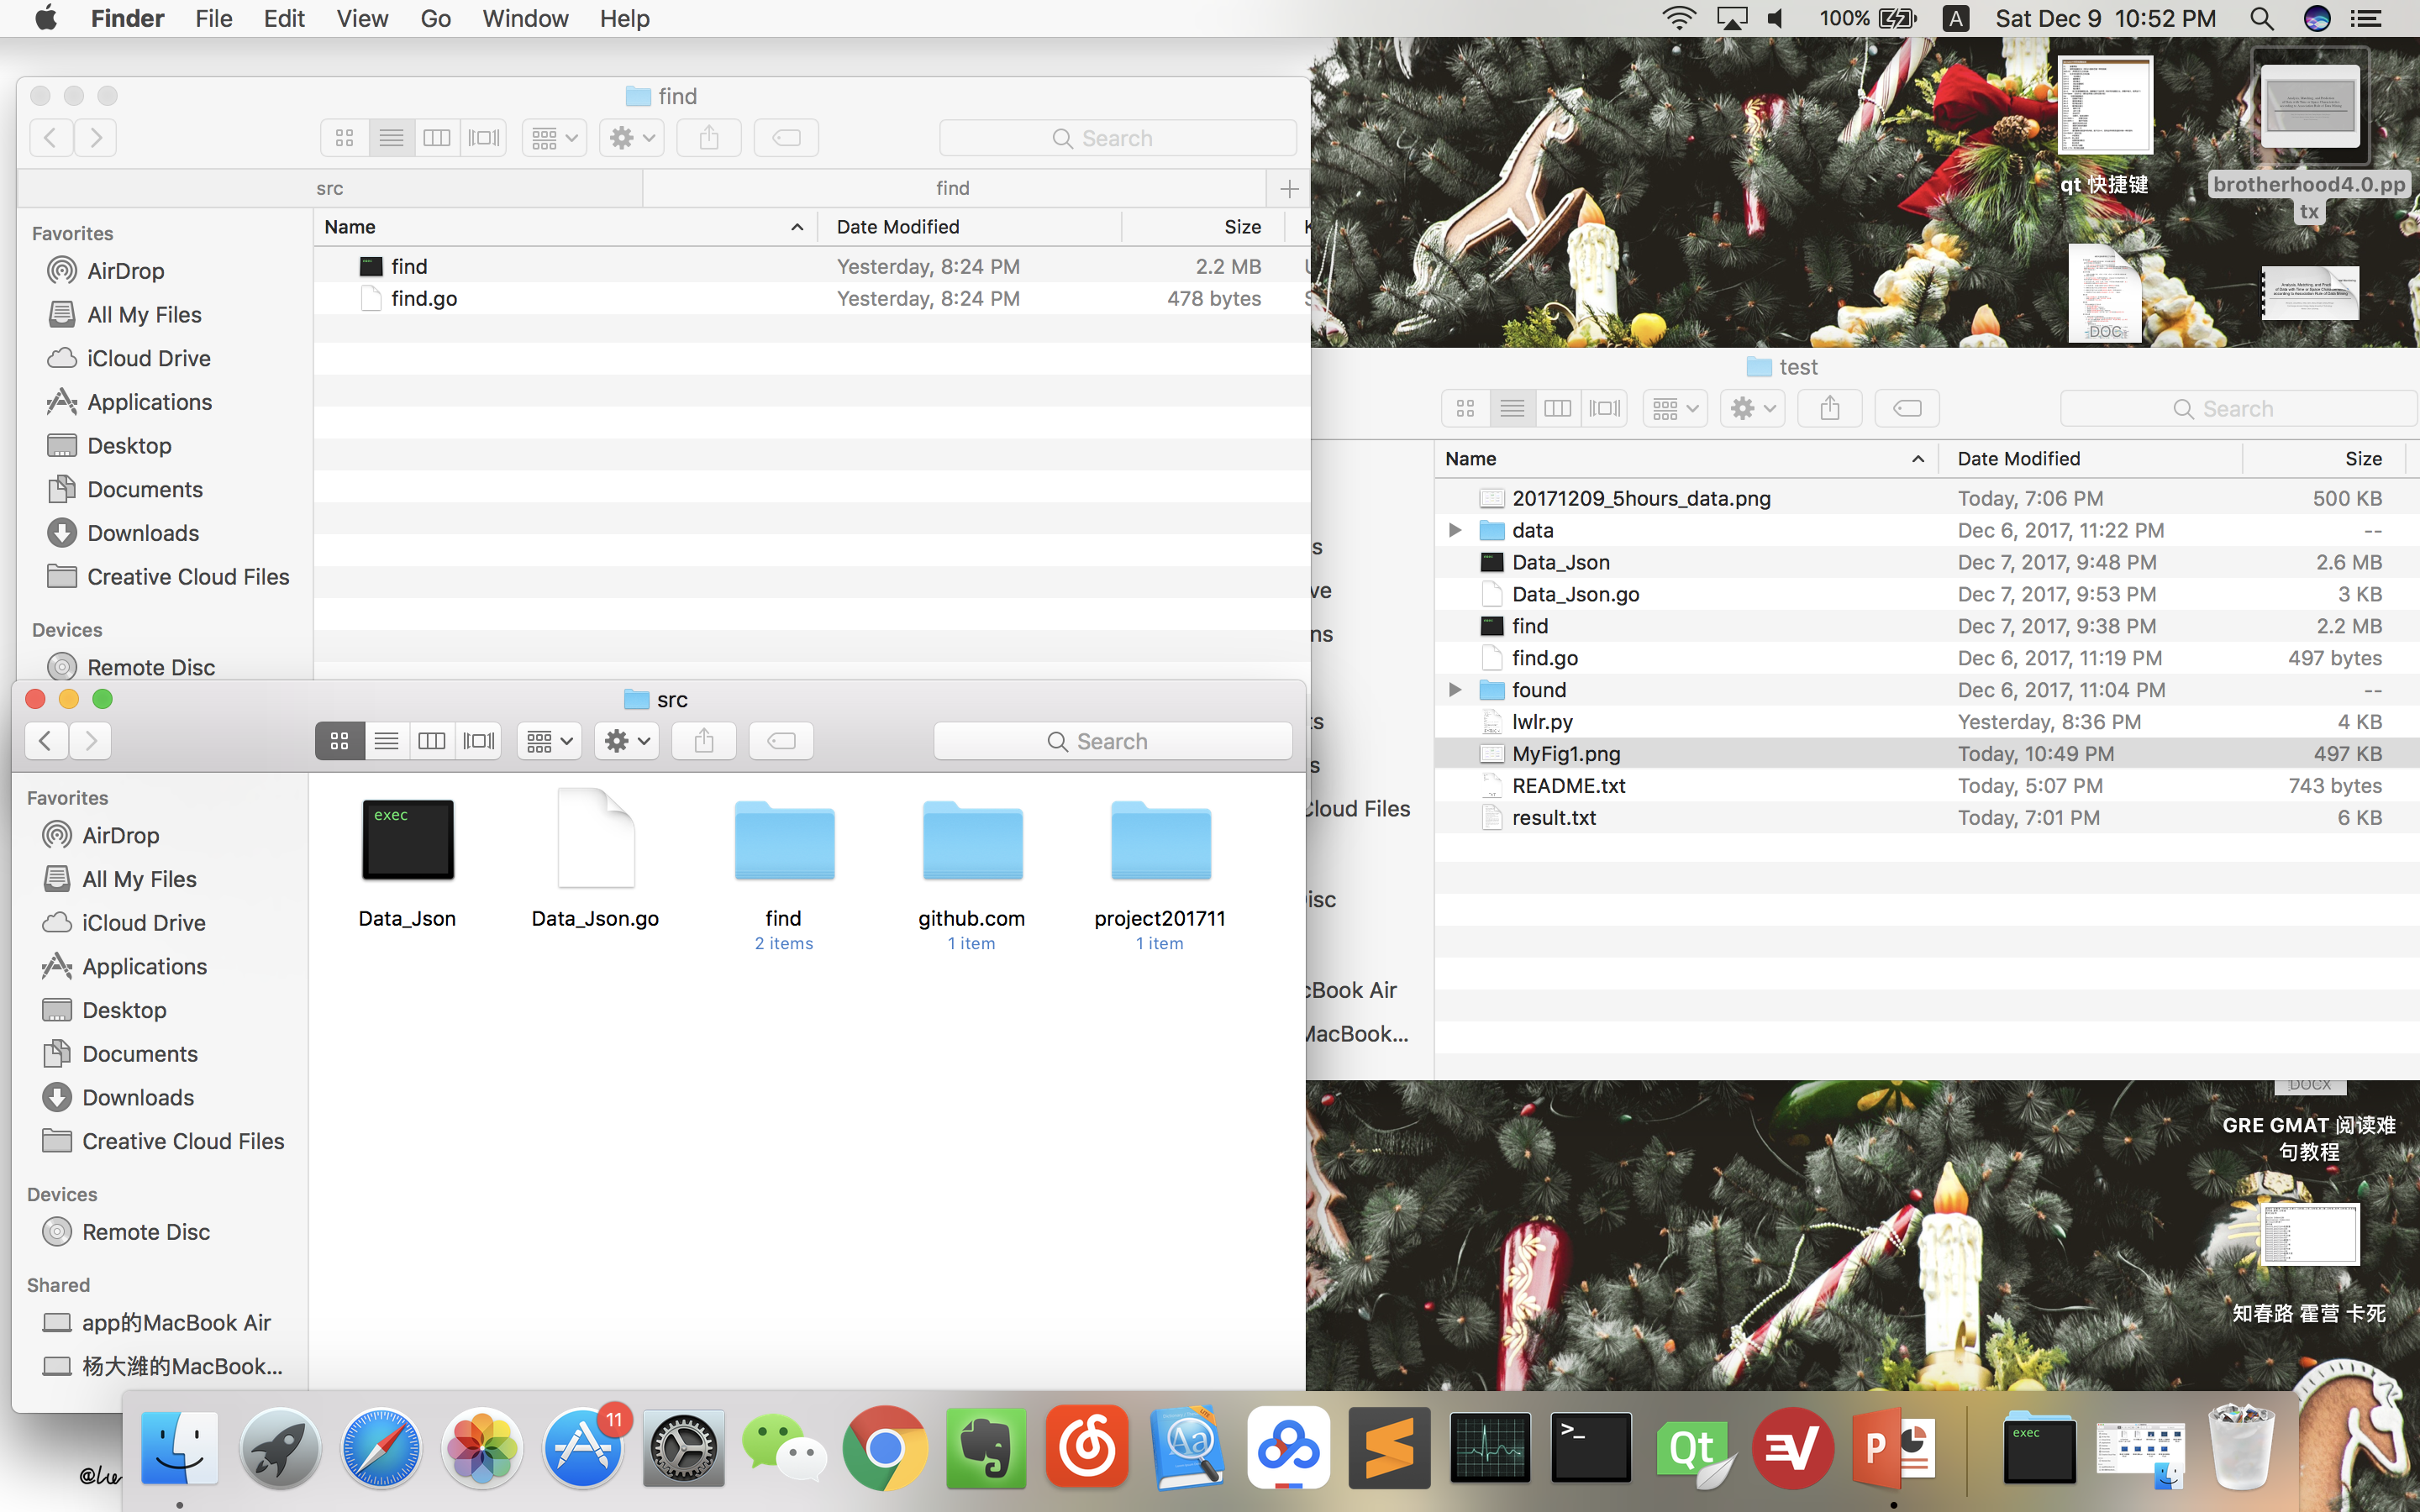 Finder File Edit View Go Window Help
100% A Sat Dec 9 10:52 PM
find
Search
src find
Favorites
AirDrop
All My Files
iCloud Drive
Applications
Desktop
Documents
Downloads
Creative Cloud Files
Devices
Remote Disc
Name Date Modified Size
find Yesterday, 8:24 PM 2.2 MB
find.go Yesterday, 8:24 PM 478 bytes
qt 快捷键
brotherhood4.0.pp
tx
DOC
test
Search
Name Date Modified Size
20171209_5hours_data.png Today, 7:06 PM 500 KB
data Dec 6, 2017, 11:22 PM --
Data_Json Dec 7, 2017, 9:48 PM 2.6 MB
Data_Json.go Dec 7, 2017, 9:53 PM 3 KB
find Dec 7, 2017, 9:38 PM 2.2 MB
find.go Dec 6, 2017, 11:19 PM 497 bytes
found Dec 6, 2017, 11:04 PM --
lwlr.py Yesterday, 8:36 PM 4 KB
MyFig1.png Today, 10:49 PM 497 KB
README.txt Today, 5:07 PM 743 bytes
result.txt Today, 7:01 PM 6 KB
s
ve
ns
ts
s
Cloud Files
isc
cBook Air
MacBook...
src
Search
Favorites
AirDrop
All My Files
iCloud Drive
Applications
Desktop
Documents
Downloads
Creative Cloud Files
Devices
Remote Disc
Shared
app的MacBook Air
杨大潍的MacBook...
exec
Data_Json
Data_Json.go
find
2 items
github.com
1 item
project201711
1 item
DOCX
GRE GMAT 阅读难
句教程
知春路 霍营 卡死
11
Aa
>_
Qt
P
exec